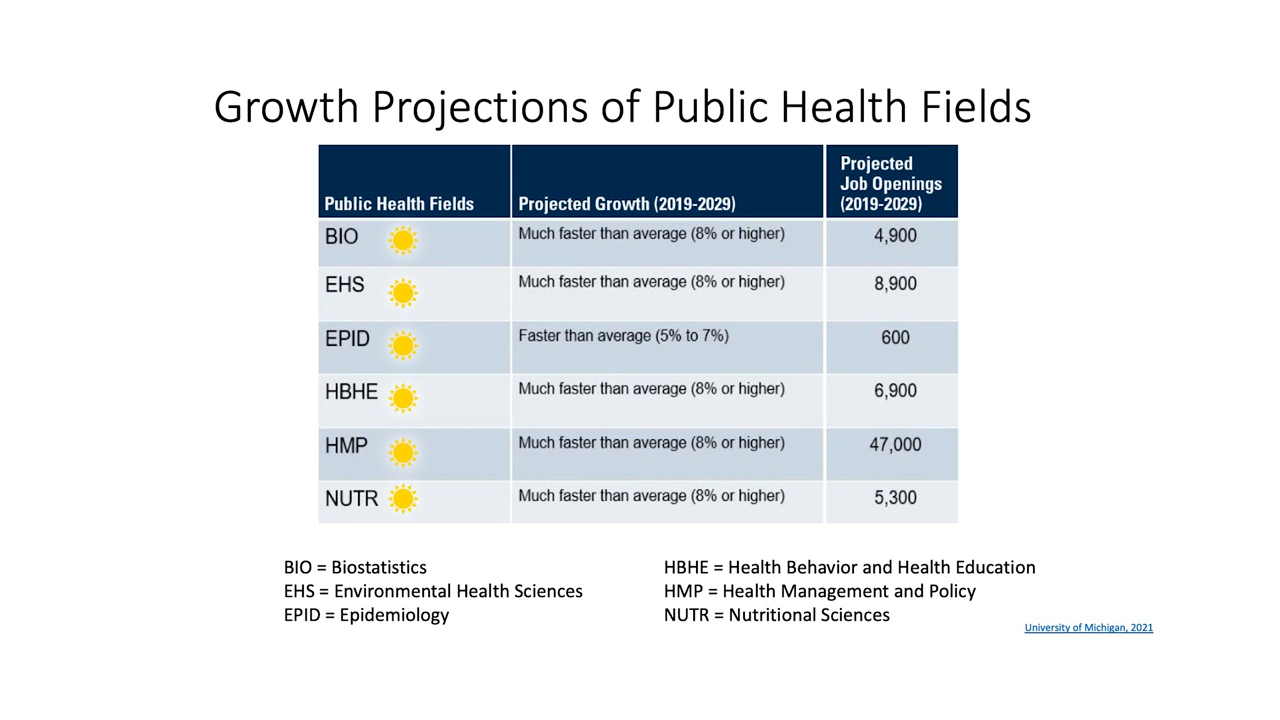 Growth Projections of Public Health Fields
Public Health Fields Projected Growth (2019-2029) Projected Job Openings (2019-2029)
BIO Much faster than average (8% or higher) 4,900
EHS Much faster than average (8% or higher) 8,900
EPID Faster than average (5% to 7%) 600
HBHE Much faster than average (8% or higher) 6,900
HMP Much faster than average (8% or higher) 47,000
NUTR Much faster than average (8% or higher) 5,300
BIO = Biostatistics
EHS = Environmental Health Sciences
EPID = Epidemiology
HBHE = Health Behavior and Health Education
HMP = Health Management and Policy
NUTR = Nutritional Sciences
University of Michigan, 2021